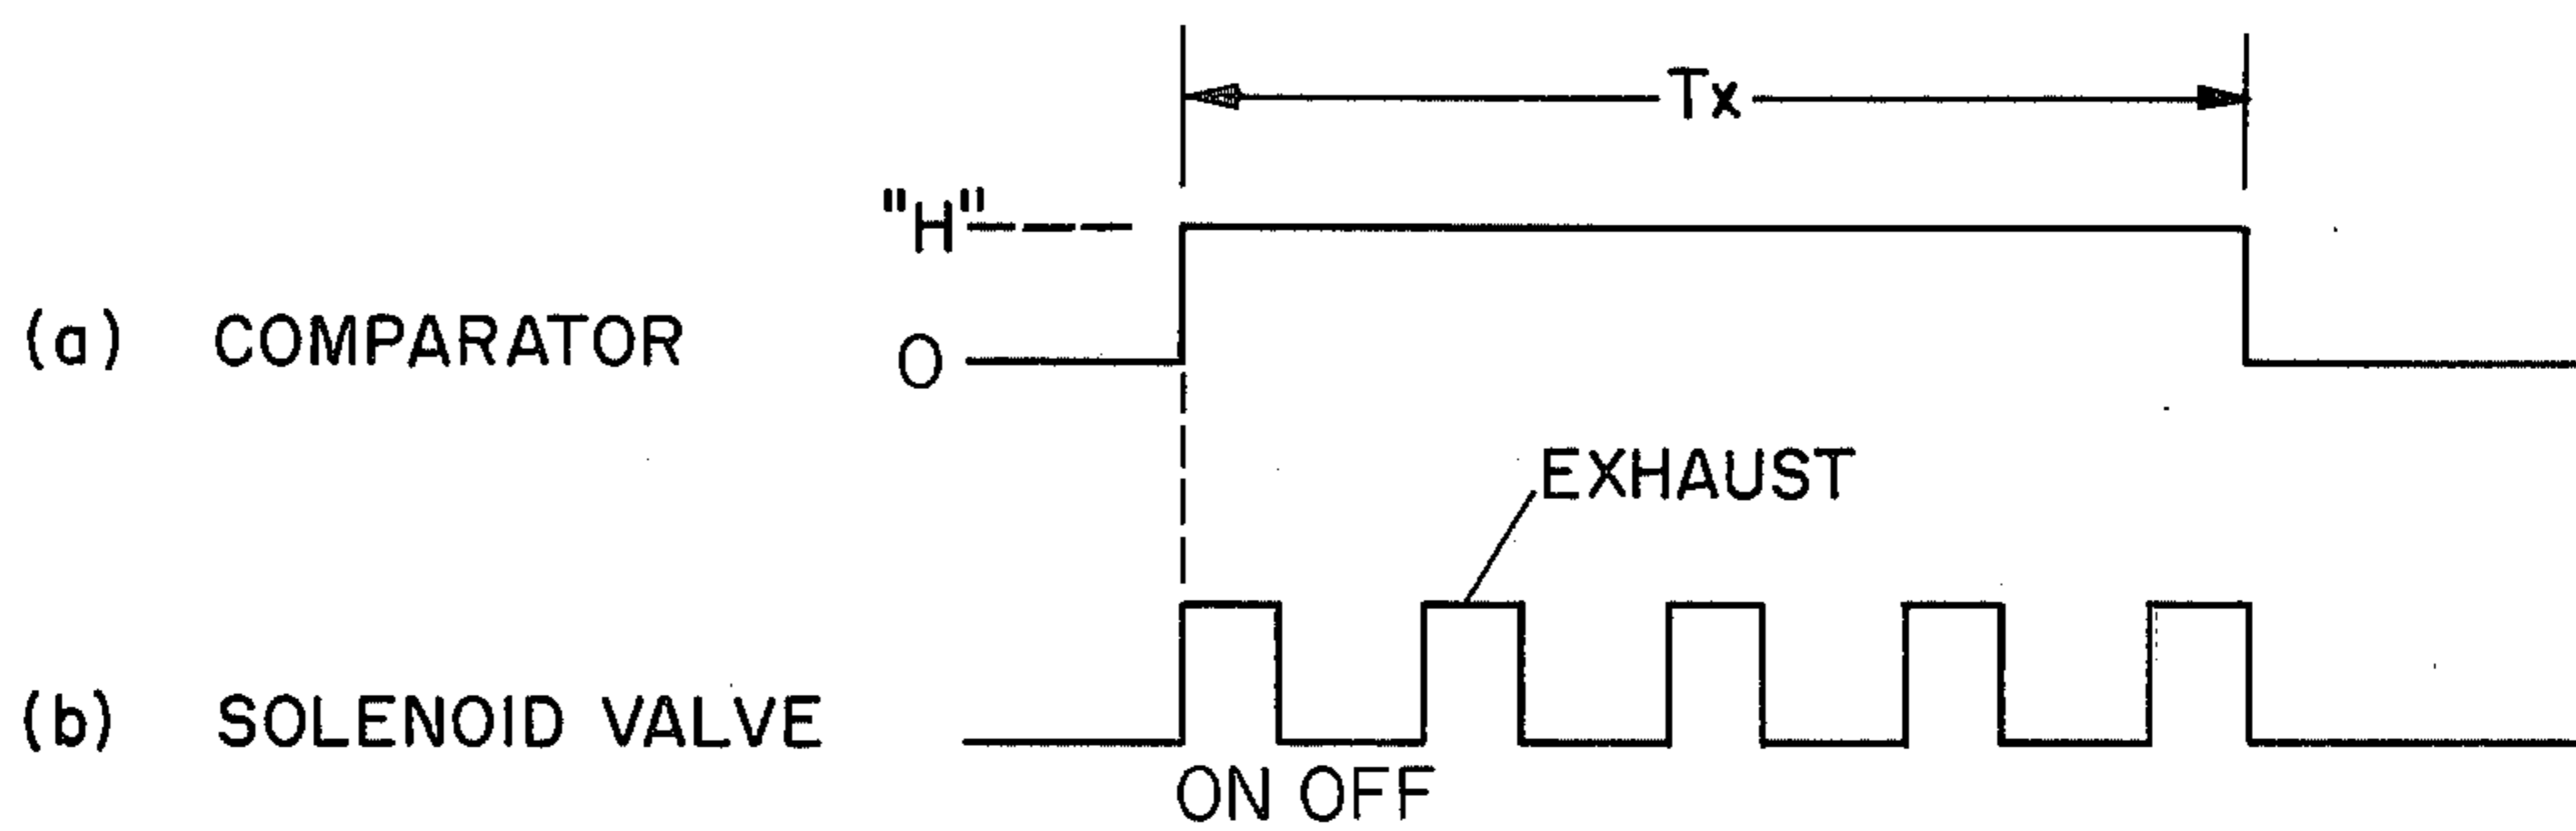 Tx
"H"
(a) COMPARATOR O
EXHAUST
(b) SOLENOID VALVE
ON OFF